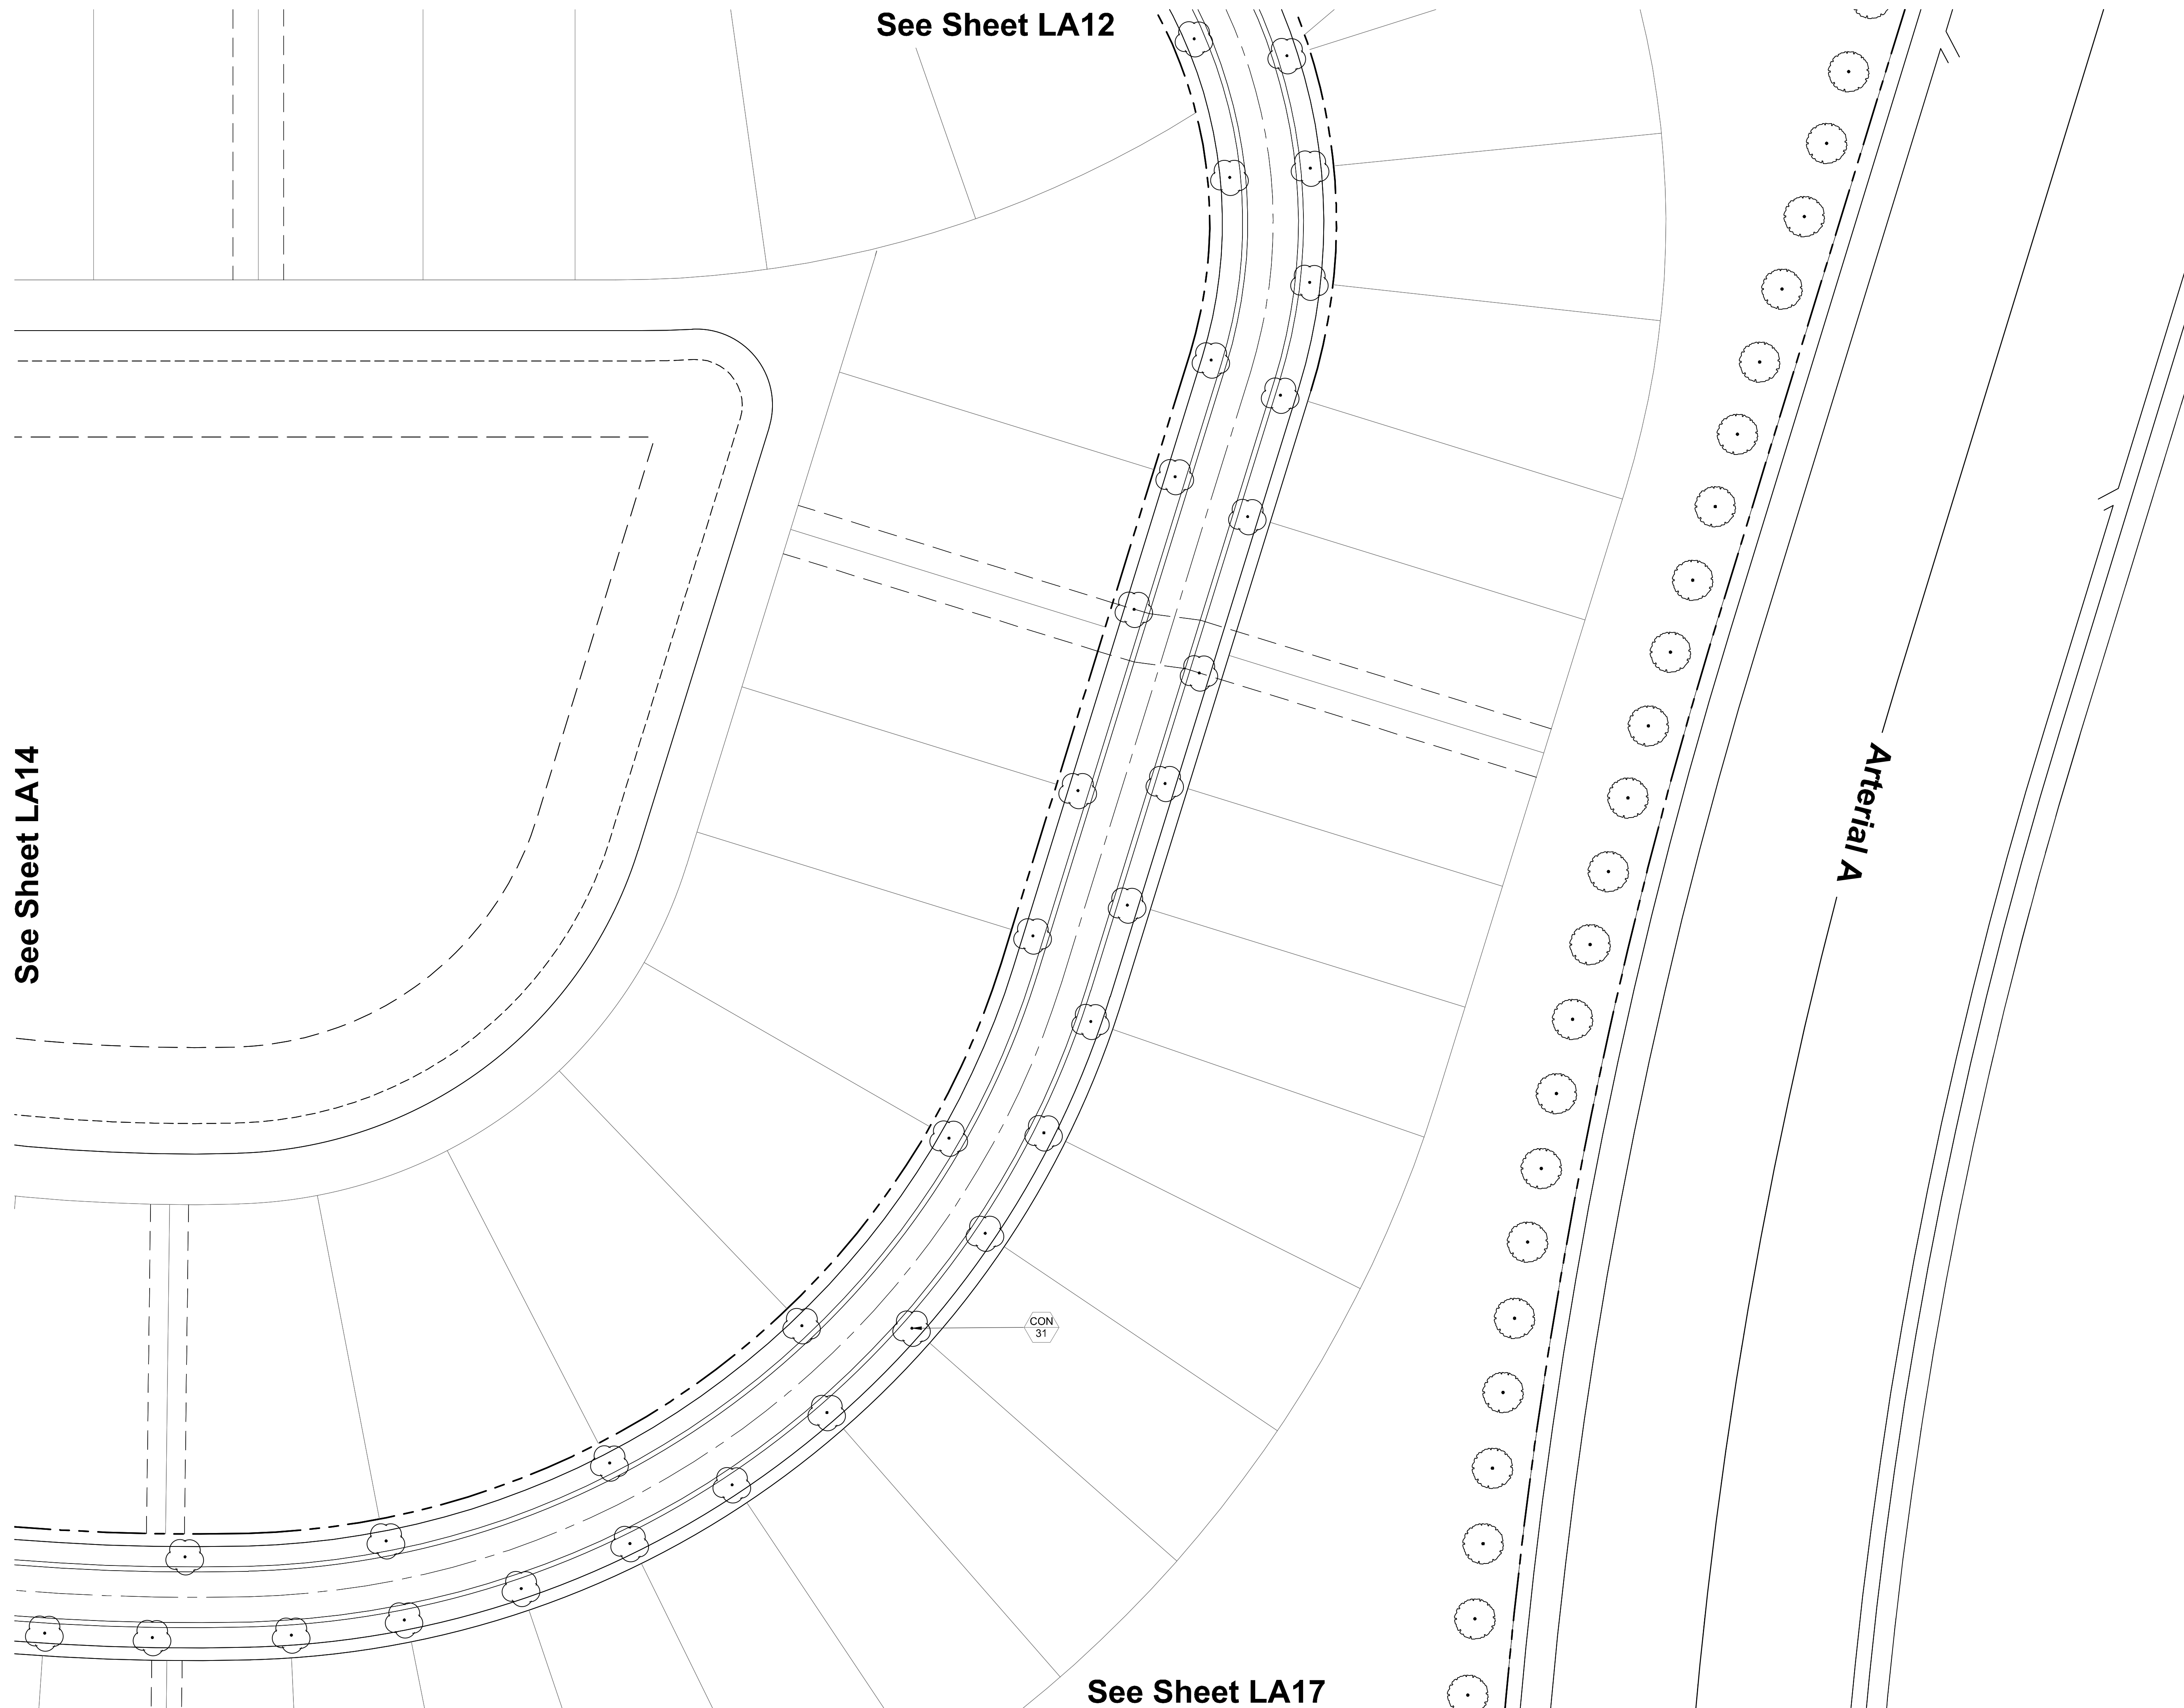 See Sheet LA12
See Sheet LA14
Arterial A
CON
31
See Sheet LA17